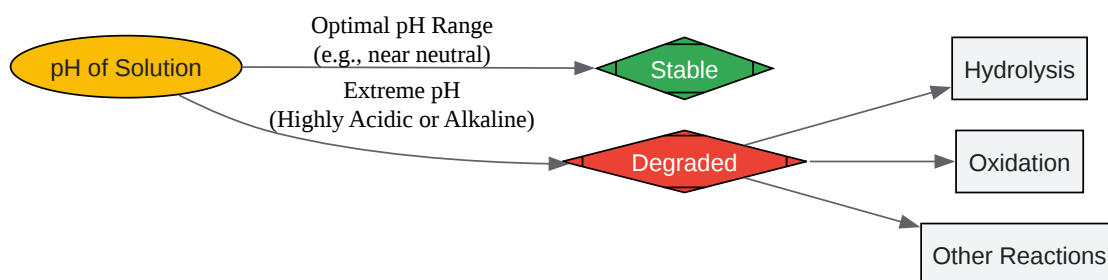 Optimal pH Range
(e.g., near neutral)
pH of Solution
Stable
Hydrolysis
Extreme pH
(Highly Acidic or Alkaline)
Degraded
Oxidation
Other Reactions